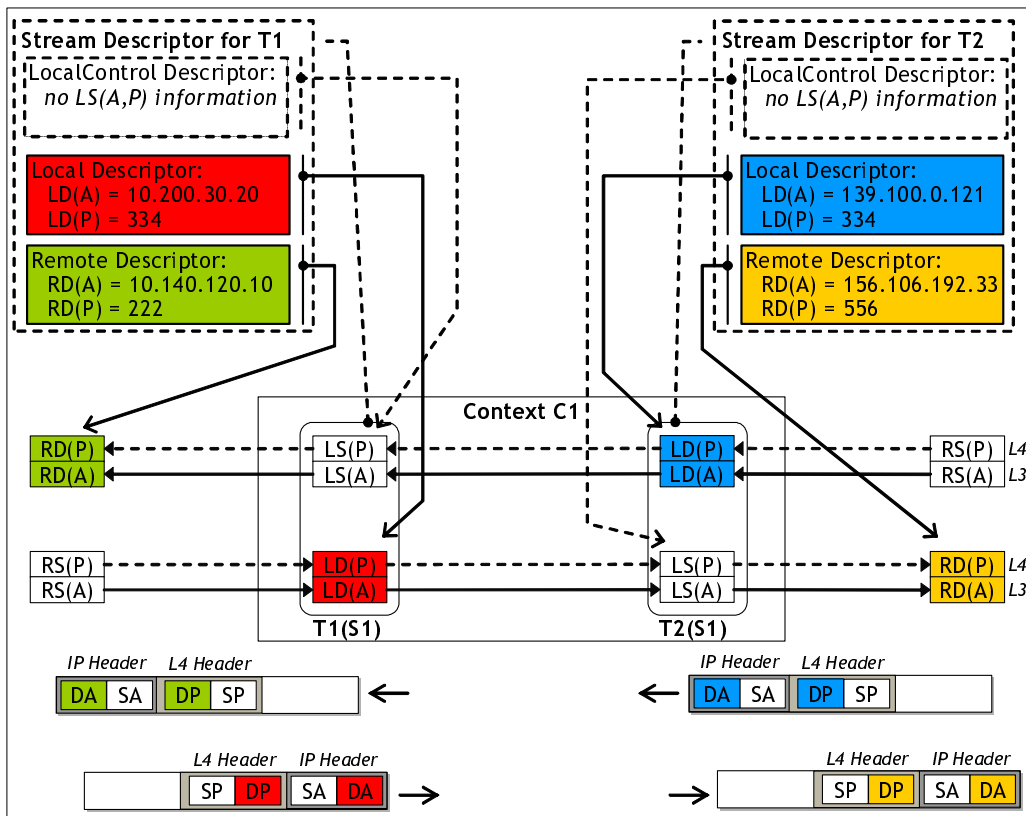 Stream Descriptor for T1
LocalControl Descriptor:
no LS(A,P) information
Local Descriptor:
LD(A) = 10.200.30.20
LD(P) = 334
Remote Descriptor:
RD(A) = 10.140.120.10
RD(P) = 222
Stream Descriptor for T2
LocalControl Descriptor:
no LS(A,P) information
Local Descriptor:
LD(A) = 139.100.0.121
LD(P) = 334
Remote Descriptor:
RD(A) = 156.106.192.33
RD(P) = 556
Context C1
RD(P) LS(P) LD(P) RS(P) L4
RD(A) LS(A) LD(A) RS(A) L3
RS(P) LD(P) LS(P) RD(P) L4
RS(A) LD(A) LS(A) RD(A) L3
T1(S1) T2(S1)
IP Header L4 Header IP Header L4 Header
DA SA DP SP DA SA DP SP
L4 Header IP Header L4 Header IP Header
SP DP SA DA SP DP SA DA